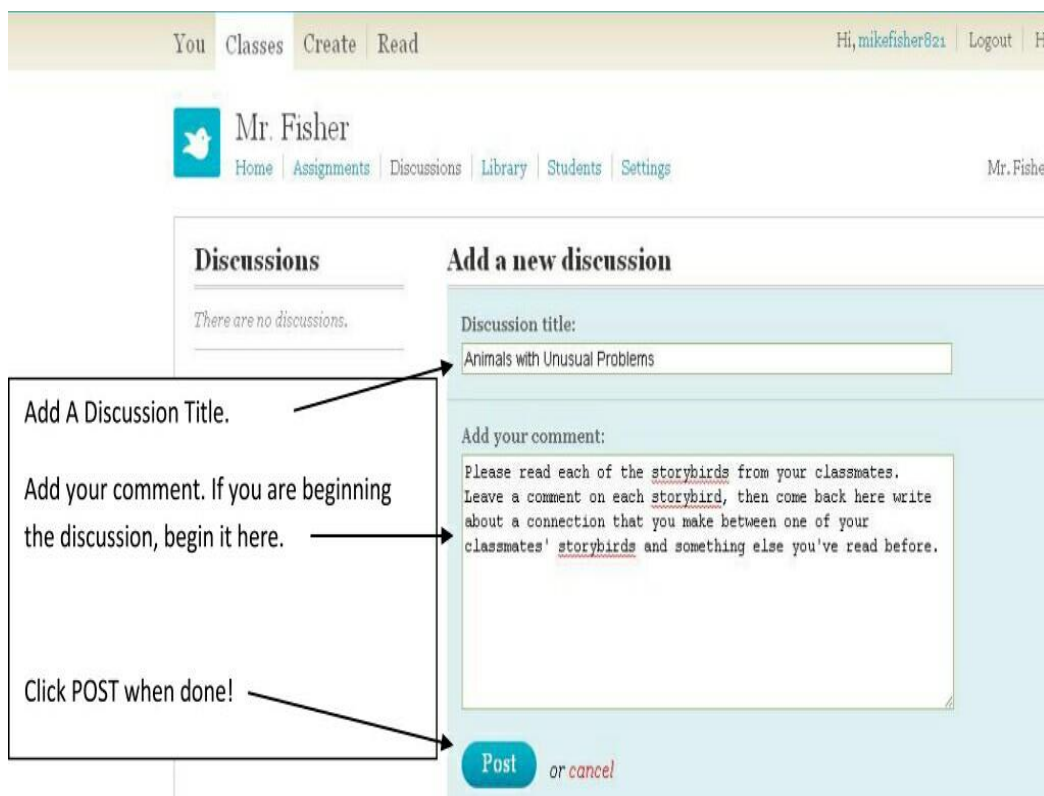 You Classes Create Read
Hi, mikefisher821 Logout H
Mr. Fisher
Home Assignments Discussions Library Students Settings
Mr. Fishe
Discussions
There are no discussions.
Add a new discussion
Discussion title:
Animals with Unusual Problems
Add your comment:
Please read each of the storybirds from your classmates.
Leave a comment on each storybird, then come back here write
about a connection that you make between one of your
classmates' storybirds and something else you've read before.
Post or cancel
Add A Discussion Title.
Add your comment. If you are beginning
the discussion, begin it here.
Click POST when done!